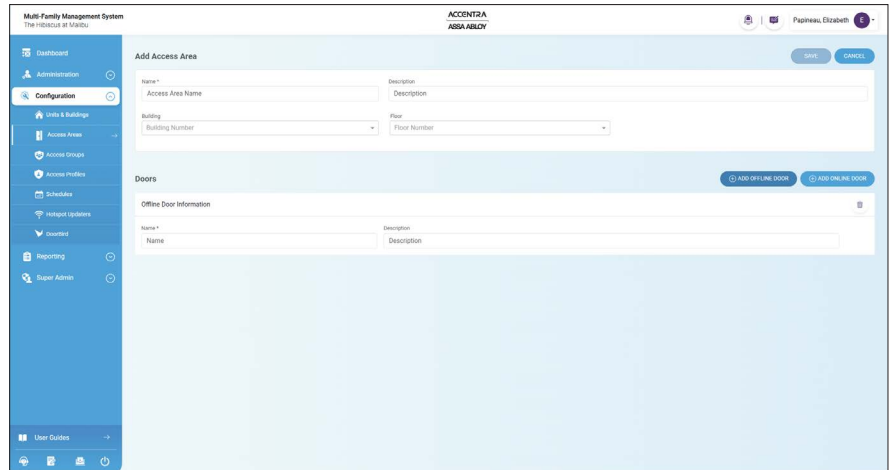 Multi-Family Management System
The Hibiscus at Malibu
ACCENTRA
ASSA ABLOY
Papineau, Elizabeth E
Dashboard
Administration
Configuration
Units & Buildings
Access Areas
Access Groups
Access Profiles
Schedules
Hotspot Updaters
DoorBird
Reporting
Super Admin
User Guides
Add Access Area
SAVE CANCEL
Name * Description
Access Area Name Description
Building Floor
Building Number Floor Number
Doors
ADD OFFLINE DOOR ADD ONLINE DOOR
Offline Door Information
Name * Description
Name Description